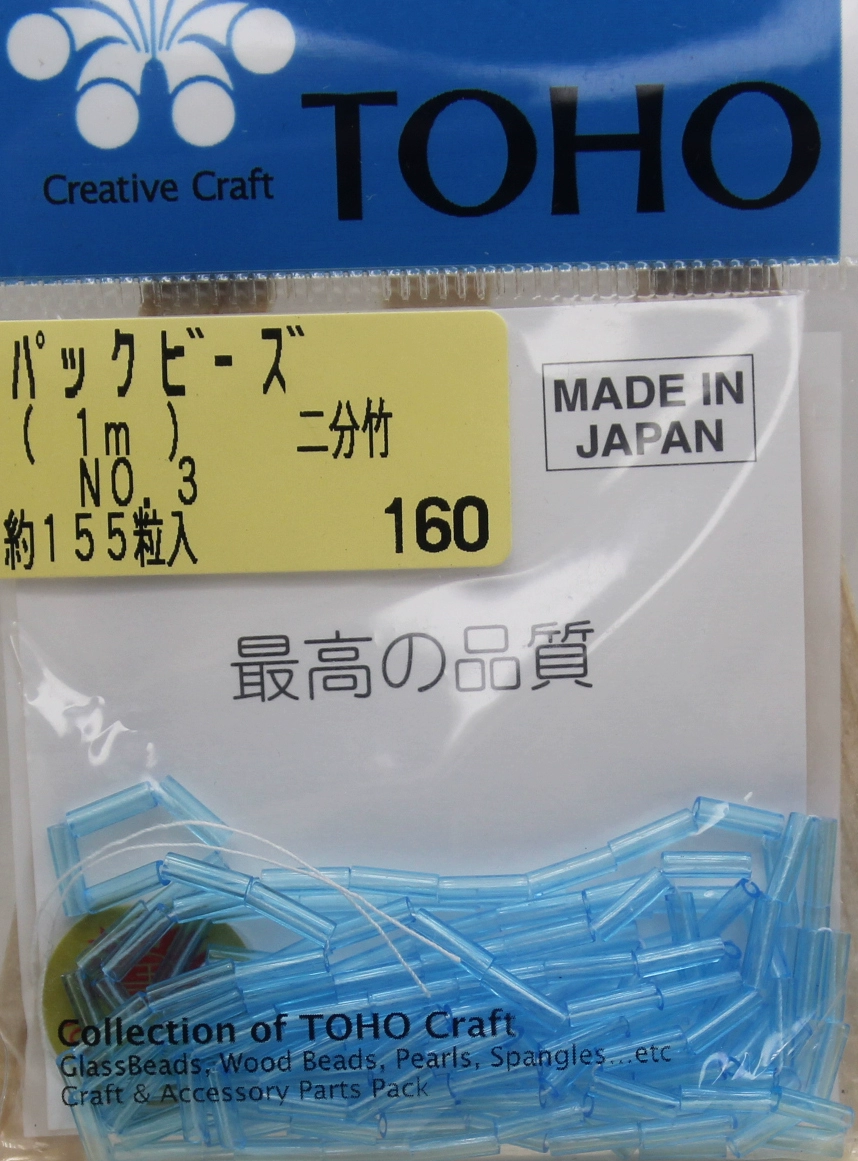 Creative Craft
TOHO
パックビーズ
( 1m ) 二分竹
NO. 3
約155粒入 160
MADE IN
JAPAN
最高の品質
Collection of TOHO Craft
GlassBeads, Wood Beads, Pearls, Spangles...etc
Craft & Accessory Parts Pack